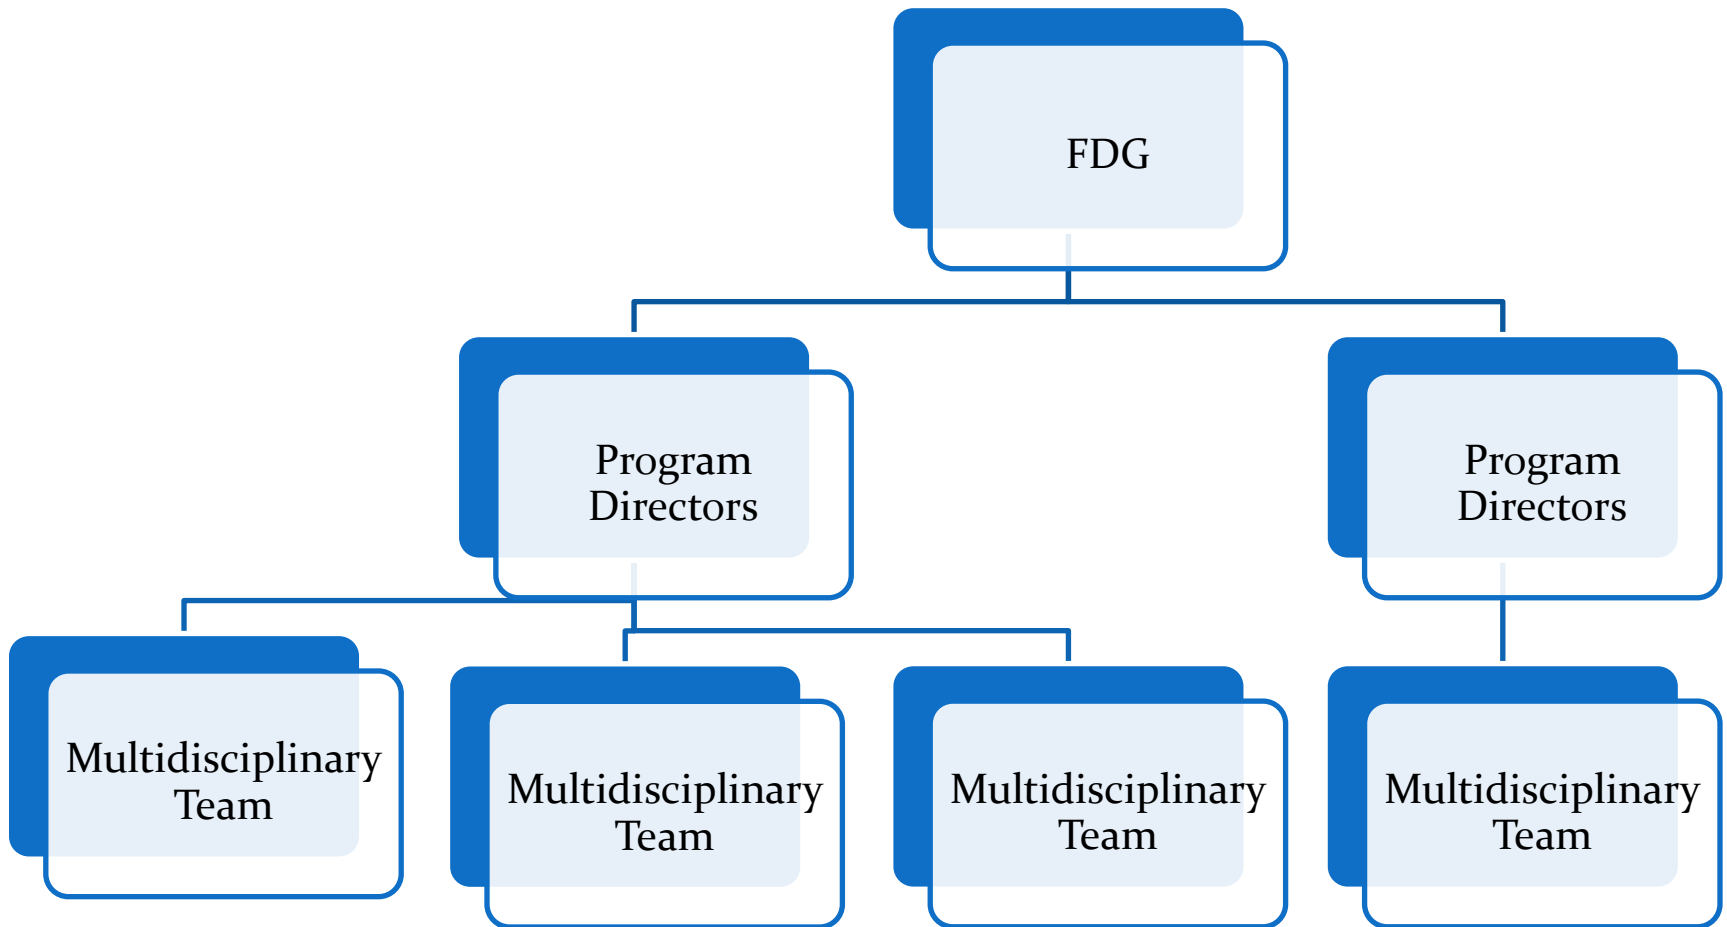 FDG
Program
Directors
Program
Directors
Multidisciplinary
Team
Multidisciplinary
Team
Multidisciplinary
Team
Multidisciplinary
Team